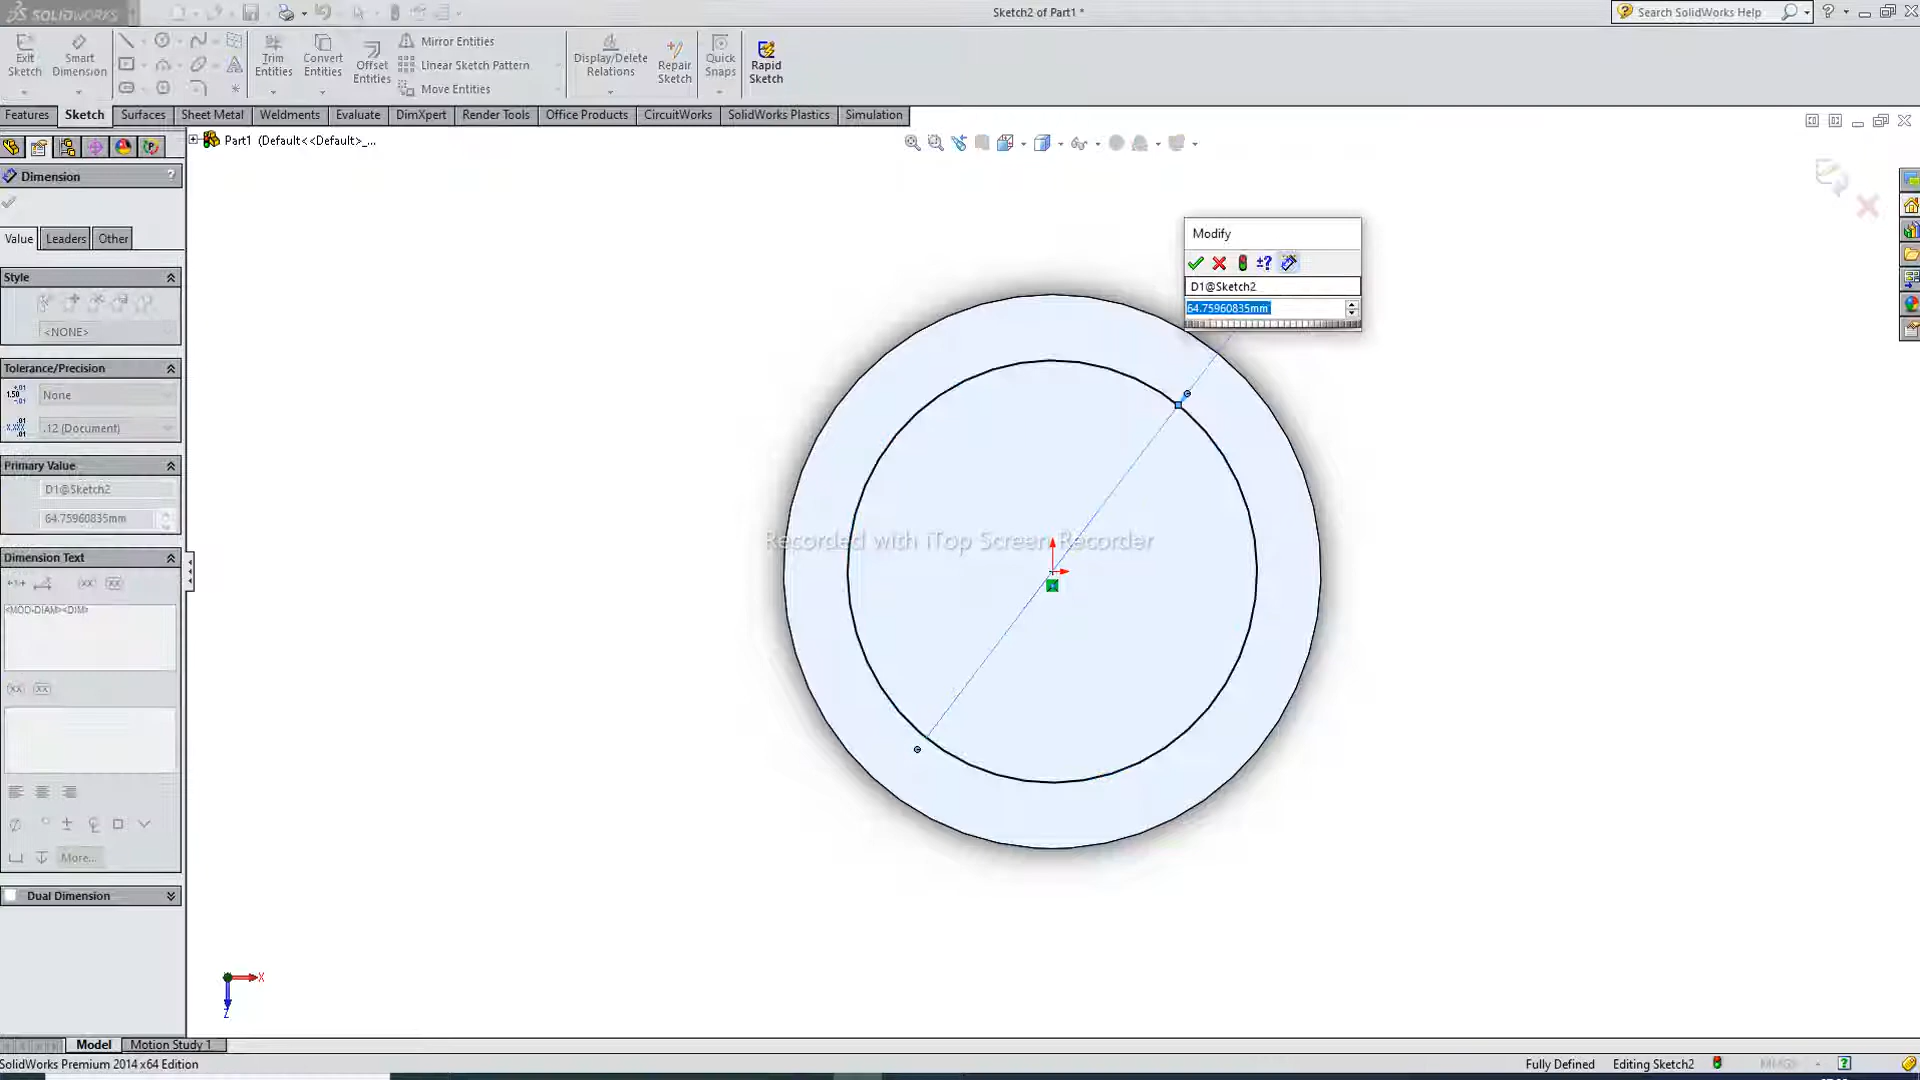 SOLIDWORKS
Sketch2 of Part1 *
Search SolidWorks Help
Exit Sketch
Smart Dimension
Trim Entities
Convert Entities
Offset Entities
Mirror Entities
Linear Sketch Pattern
Move Entities
Display/Delete Relations
Repair Sketch
Quick Snaps
Rapid Sketch
Features
Sketch
Surfaces
Sheet Metal
Weldments
Evaluate
DimXpert
Render Tools
Office Products
CircuitWorks
SolidWorks Plastics
Simulation
Part1 (Default<<Default>_...
Dimension
?
Value
Leaders
Other
Style
<NONE>
Tolerance/Precision
None
.12 (Document)
Primary Value
D1@Sketch2
64.75960835mm
Dimension Text
<MOD-DIAM><DIM>
More...
Dual Dimension
Modify
D1@Sketch2
64.75960835mm
Recorded with iTop Screen Recorder
X
Z
Model
Motion Study 1
SolidWorks Premium 2014 x64 Edition
Fully Defined
Editing Sketch2
MMGS